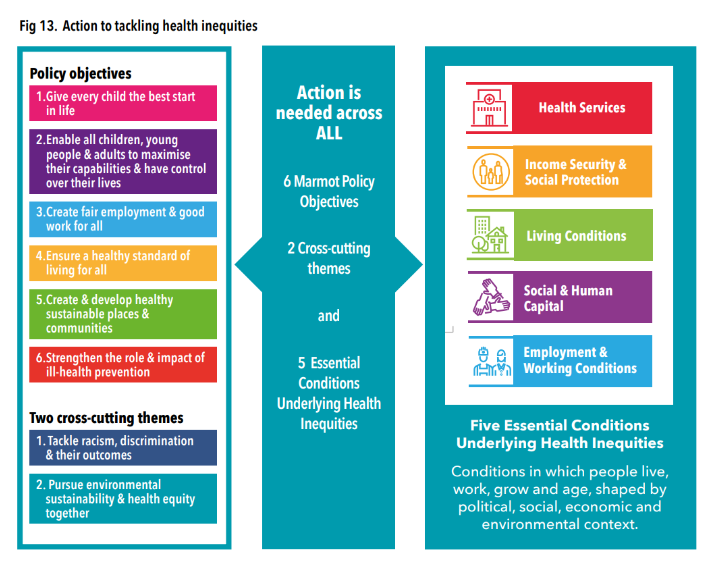 Fig 13. Action to tackling health inequities
Policy objectives
1.Give every child the best start
in life
2.Enable all children, young
people & adults to maximise
their capabilities & have control
over their lives
3.Create fair employment & good
work for all
4.Ensure a healthy standard of
living for all
5.Create & develop healthy
sustainable places &
communities
6.Strengthen the role & impact of
ill-health prevention
Two cross-cutting themes
1. Tackle racism, discrimination
& their outcomes
2. Pursue environmental
sustainability & health equity
together
Action is
needed across
ALL
6 Marmot Policy
Objectives
2 Cross-cutting
themes
and
5 Essential
Conditions
Underlying Health
Inequities
Health Services
Income Security &
Social Protection
Living Conditions
Social & Human
Capital
Employment &
Working Conditions
Five Essential Conditions
Underlying Health Inequities
Conditions in which people live,
work, grow and age, shaped by
political, social, economic and
environmental context.